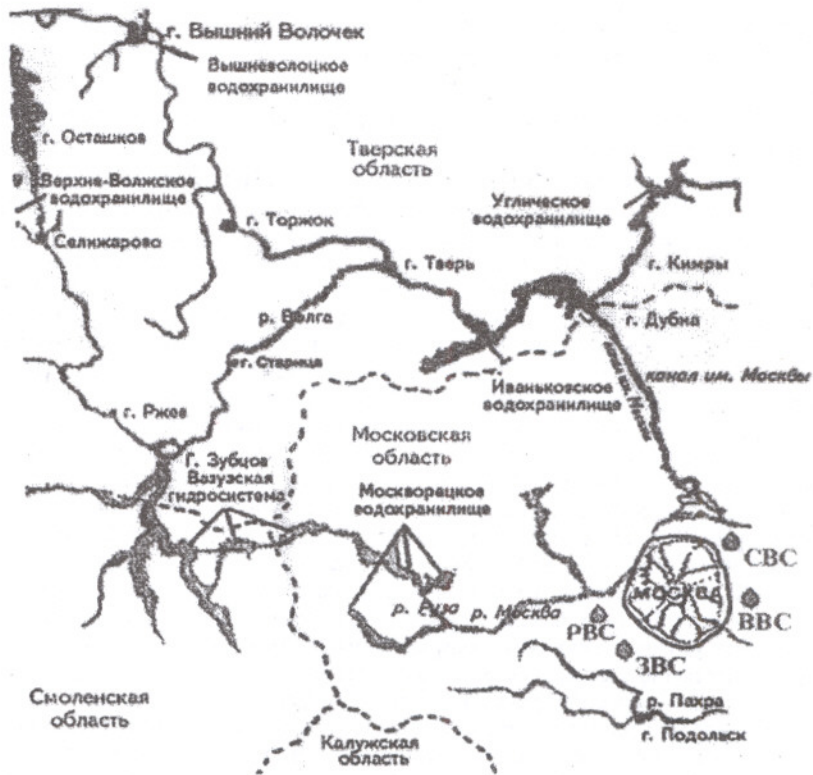 г. Вышний Волочек
Вышневолоцкое
водохранилище
г. Осташков
Тверская
область
Верхне-Волжское
водохранилище
Угличское
водохранилище
г. Торжок
Селижарово
г. Тверь
г. Кимры
р. Волга
г. Дубна
г. Старица
Иваньковское
водохранилище
канал им. Москвы
г. Ржев
Московская
область
Г. Зубцов
Вазузская
гидросистема
Москворецкое
водохранилище
СВС
МОСКВА
р. Руза
р. Москва
РВС
ВВС
ЗВС
Смоленская
область
р. Пахра
г. Подольск
Калужская
область